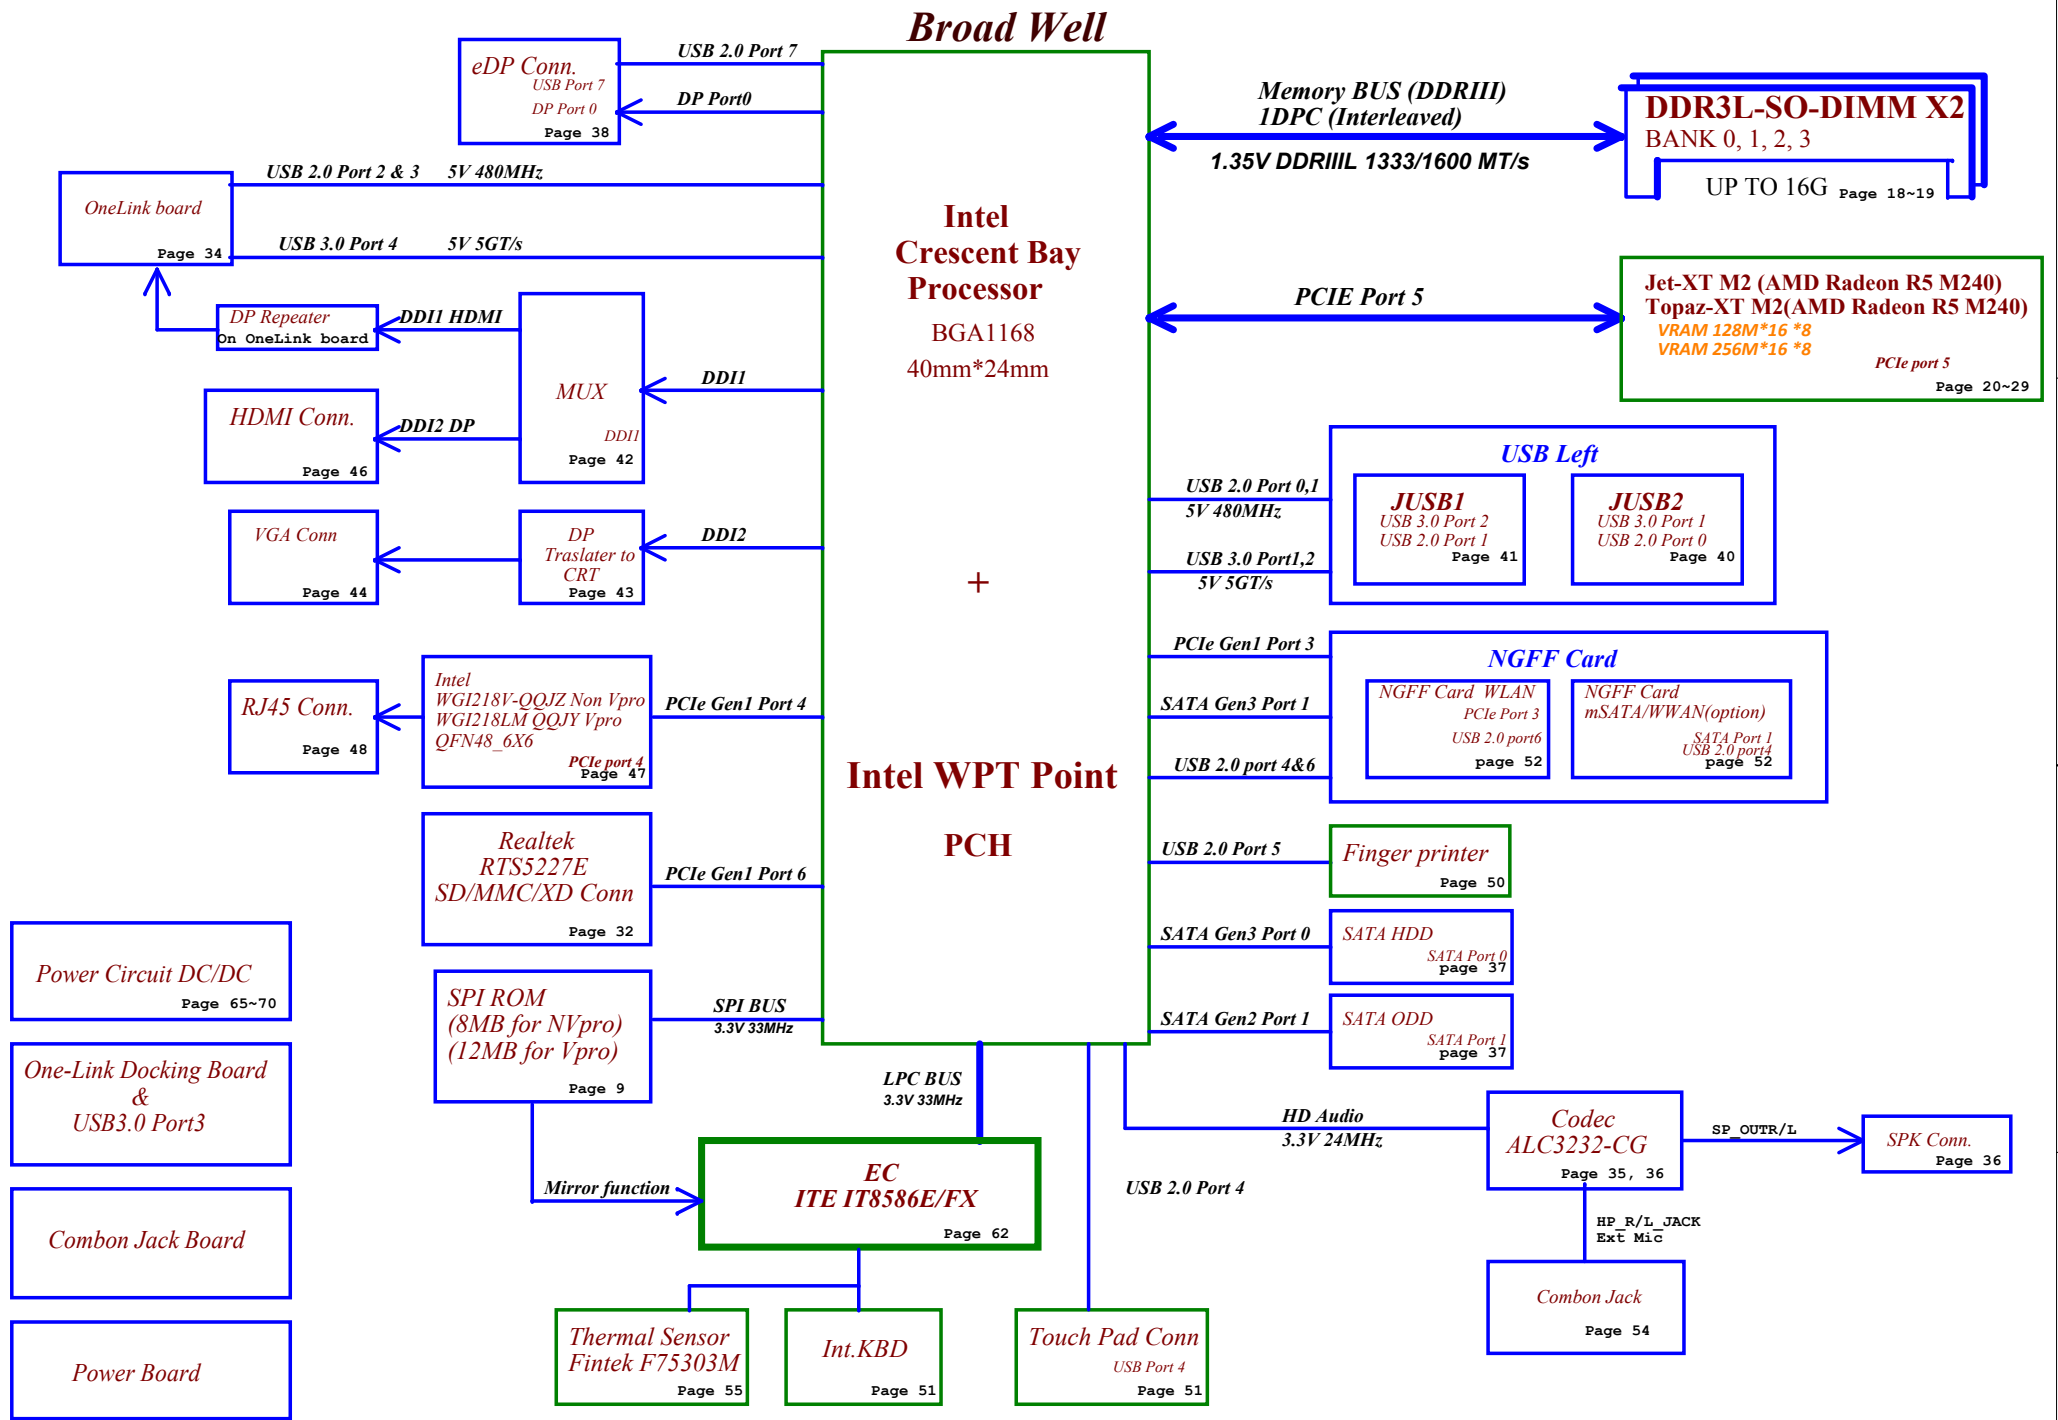 Broad Well
eDP Conn.
USB Port 7
DP Port 0
Page 38
USB 2.0 Port 7
DP Port0
OneLink board
Page 34
USB 2.0 Port 2 & 3 5V 480MHz
USB 3.0 Port 4 5V 5GT/s
DP Repeater
On OneLink board
DDI1 HDMI
HDMI Conn.
Page 46
DDI2 DP
MUX
DDI1
Page 42
DDI1
VGA Conn
Page 44
DP
Traslater to
CRT
Page 43
DDI2
RJ45 Conn.
Page 48
Intel
WGI218V-QQJZ Non Vpro
WGI218LM QQJY Vpro
QFN48_6X6
PCIe port 4
Page 47
PCIe Gen1 Port 4
Realtek
RTS5227E
SD/MMC/XD Conn
Page 32
PCIe Gen1 Port 6
SPI ROM
(8MB for NVpro)
(12MB for Vpro)
Page 9
SPI BUS
3.3V 33MHz
Intel
Crescent Bay
Processor
BGA1168
40mm*24mm
+
Intel WPT Point
PCH
Memory BUS (DDRIII)
1DPC (Interleaved)
1.35V DDRIIIL 1333/1600 MT/s
DDR3L-SO-DIMM X2
BANK 0, 1, 2, 3
UP TO 16G Page 18~19
PCIE Port 5
Jet-XT M2 (AMD Radeon R5 M240)
Topaz-XT M2(AMD Radeon R5 M240)
VRAM 128M*16 *8
VRAM 256M*16 *8
PCIe port 5
Page 20~29
USB 2.0 Port 0,1
5V 480MHz
USB 3.0 Port1,2
5V 5GT/s
USB Left
JUSB1
USB 3.0 Port 2
USB 2.0 Port 1
Page 41
JUSB2
USB 3.0 Port 1
USB 2.0 Port 0
Page 40
PCIe Gen1 Port 3
SATA Gen3 Port 1
USB 2.0 port 4&6
NGFF Card
NGFF Card WLAN
PCIe Port 3
USB 2.0 port6
page 52
NGFF Card
mSATA/WWAN(option)
SATA Port 1
USB 2.0 port4
page 52
USB 2.0 Port 5
Finger printer
Page 50
SATA Gen3 Port 0
SATA HDD
SATA Port 0
page 37
SATA Gen2 Port 1
SATA ODD
SATA Port 1
page 37
LPC BUS
3.3V 33MHz
HD Audio
3.3V 24MHz
Codec
ALC3232-CG
Page 35, 36
SP_OUTR/L
SPK Conn.
Page 36
HP_R/L_JACK
Ext Mic
Combon Jack
Page 54
Mirror function
EC
ITE IT8586E/FX
Page 62
USB 2.0 Port 4
Thermal Sensor
Fintek F75303M
Page 55
Int.KBD
Page 51
Touch Pad Conn
USB Port 4
Page 51
Power Circuit DC/DC
Page 65~70
One-Link Docking Board
&
USB3.0 Port3
Combon Jack Board
Power Board